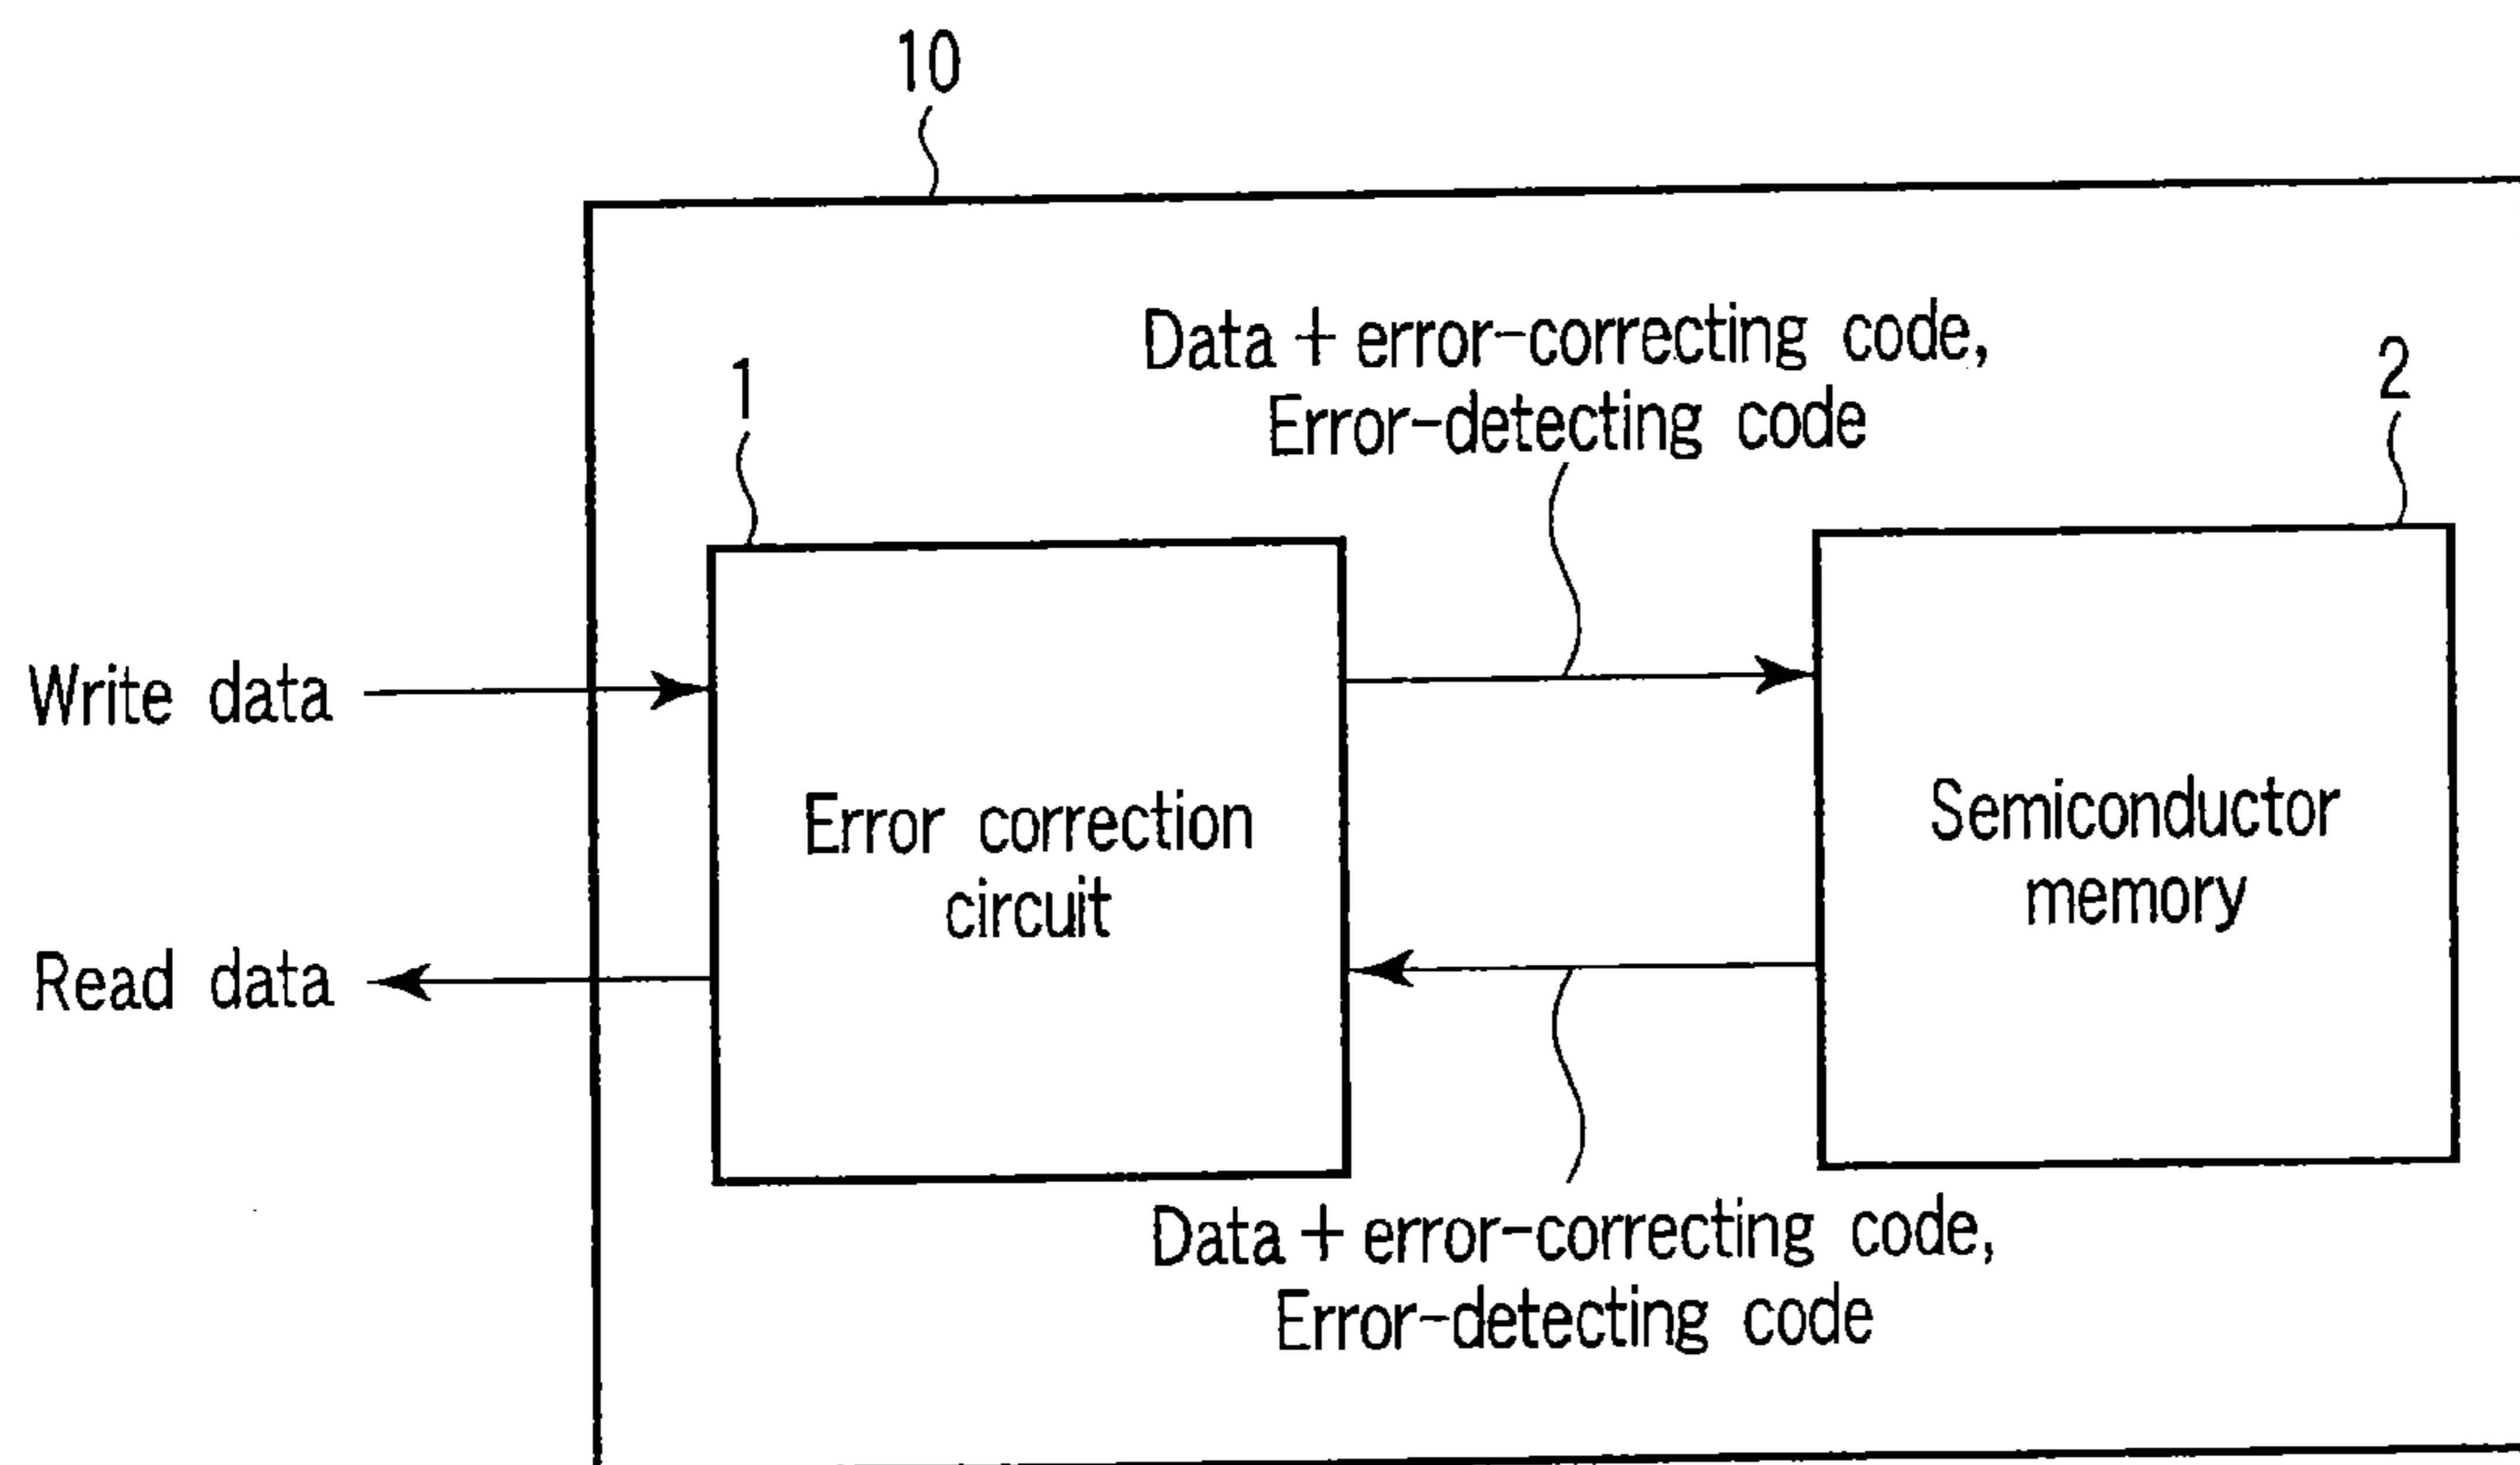 10
Data + error-correcting code,
Error-detecting code
1
2
Write data
Error correction
circuit
Semiconductor
memory
Read data
Data + error-correcting code,
Error-detecting code